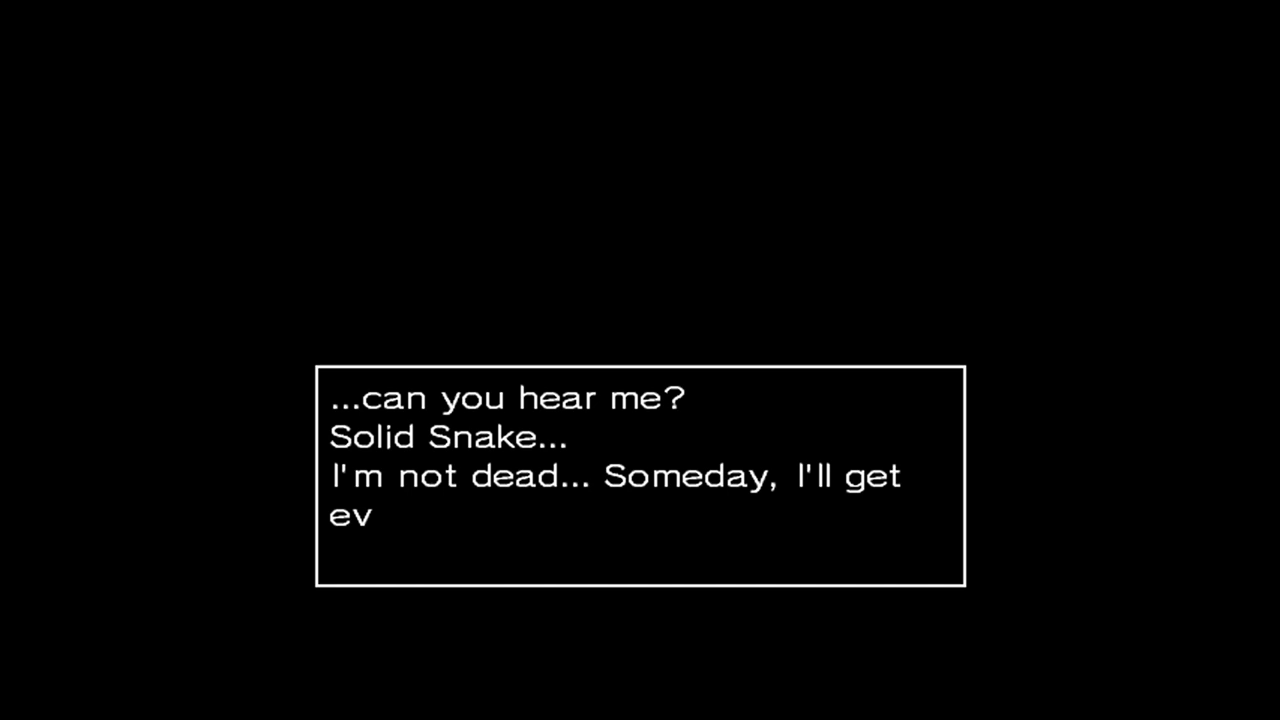 ...can you hear me?
Solid Snake...
I'm not dead... Someday, I'll get
ev